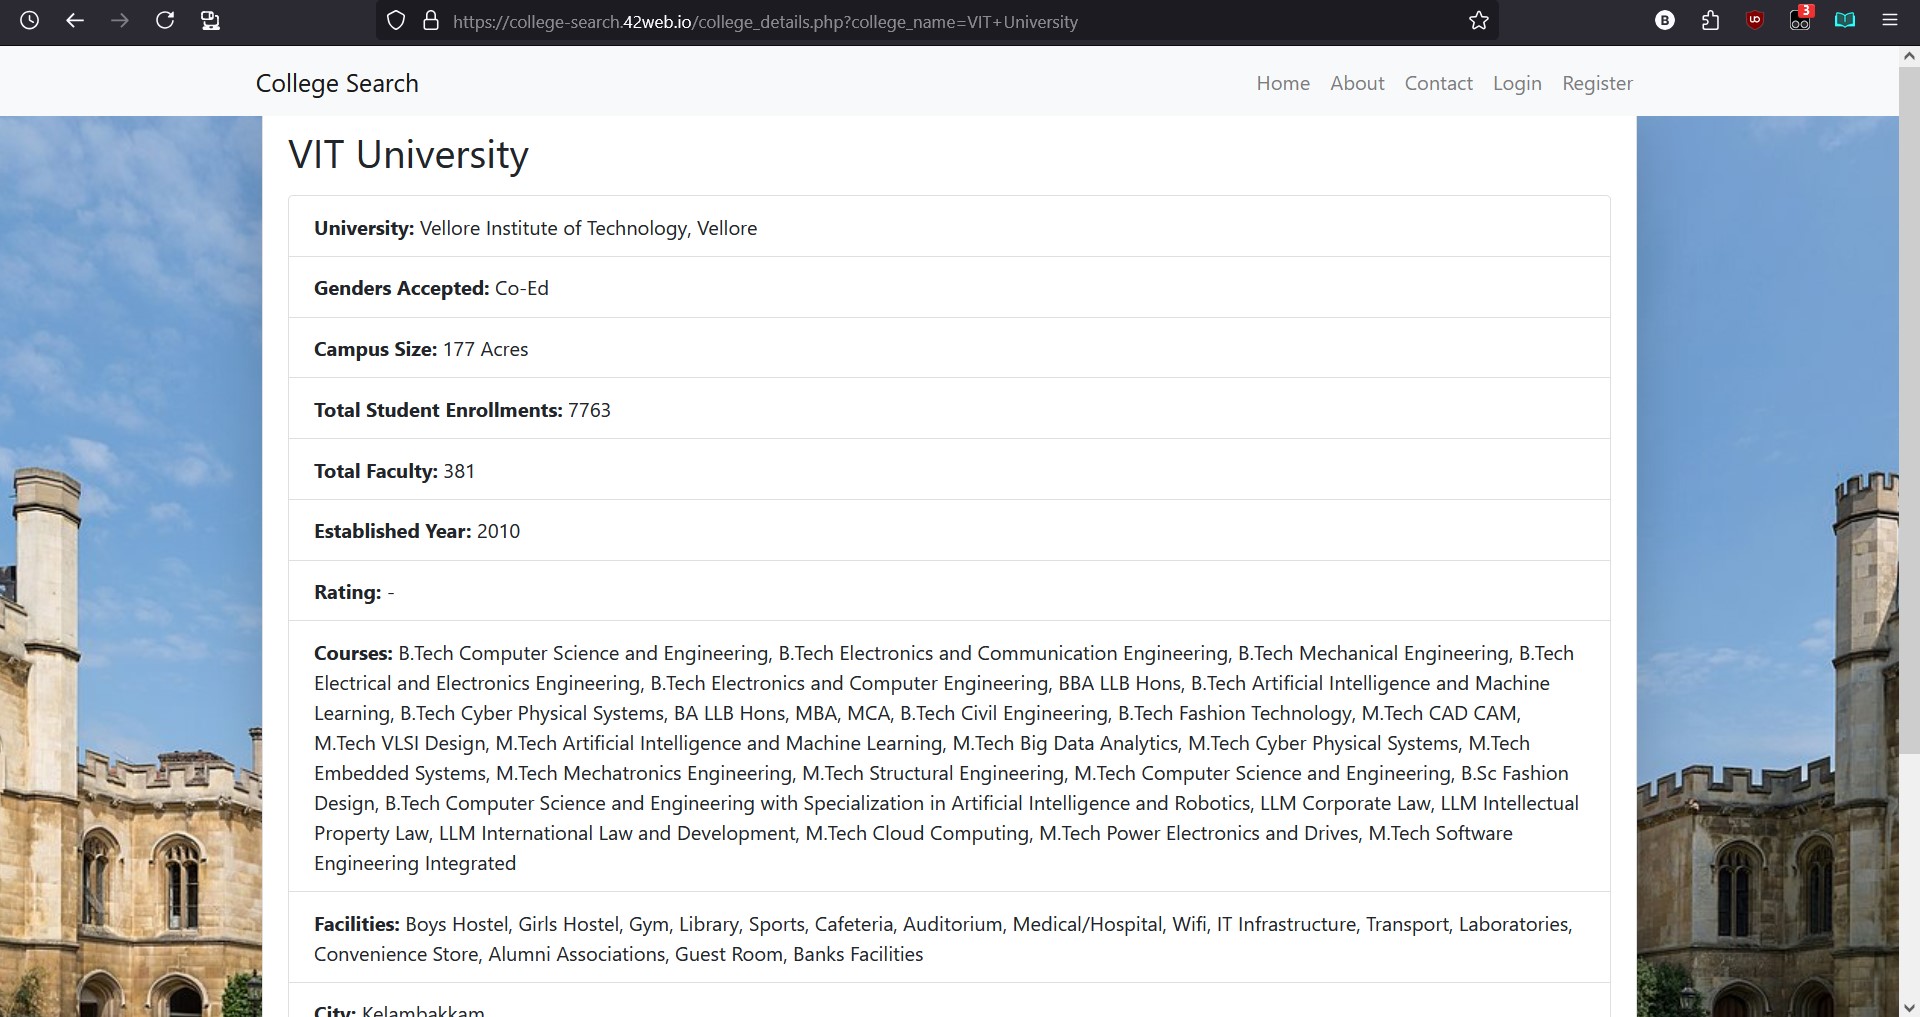 https://college-search.42web.io/college_details.php?college_name=VIT+University
B
3
College Search
Home About Contact Login Register
VIT University
University: Vellore Institute of Technology, Vellore
Genders Accepted: Co-Ed
Campus Size: 177 Acres
Total Student Enrollments: 7763
Total Faculty: 381
Established Year: 2010
Rating: -
Courses: B.Tech Computer Science and Engineering, B.Tech Electronics and Communication Engineering, B.Tech Mechanical Engineering, B.Tech
Electrical and Electronics Engineering, B.Tech Electronics and Computer Engineering, BBA LLB Hons, B.Tech Artificial Intelligence and Machine
Learning, B.Tech Cyber Physical Systems, BA LLB Hons, MBA, MCA, B.Tech Civil Engineering, B.Tech Fashion Technology, M.Tech CAD CAM,
M.Tech VLSI Design, M.Tech Artificial Intelligence and Machine Learning, M.Tech Big Data Analytics, M.Tech Cyber Physical Systems, M.Tech
Embedded Systems, M.Tech Mechatronics Engineering, M.Tech Structural Engineering, M.Tech Computer Science and Engineering, B.Sc Fashion
Design, B.Tech Computer Science and Engineering with Specialization in Artificial Intelligence and Robotics, LLM Corporate Law, LLM Intellectual
Property Law, LLM International Law and Development, M.Tech Cloud Computing, M.Tech Power Electronics and Drives, M.Tech Software
Engineering Integrated
Facilities: Boys Hostel, Girls Hostel, Gym, Library, Sports, Cafeteria, Auditorium, Medical/Hospital, Wifi, IT Infrastructure, Transport, Laboratories,
Convenience Store, Alumni Associations, Guest Room, Banks Facilities
City: Kelambakkam